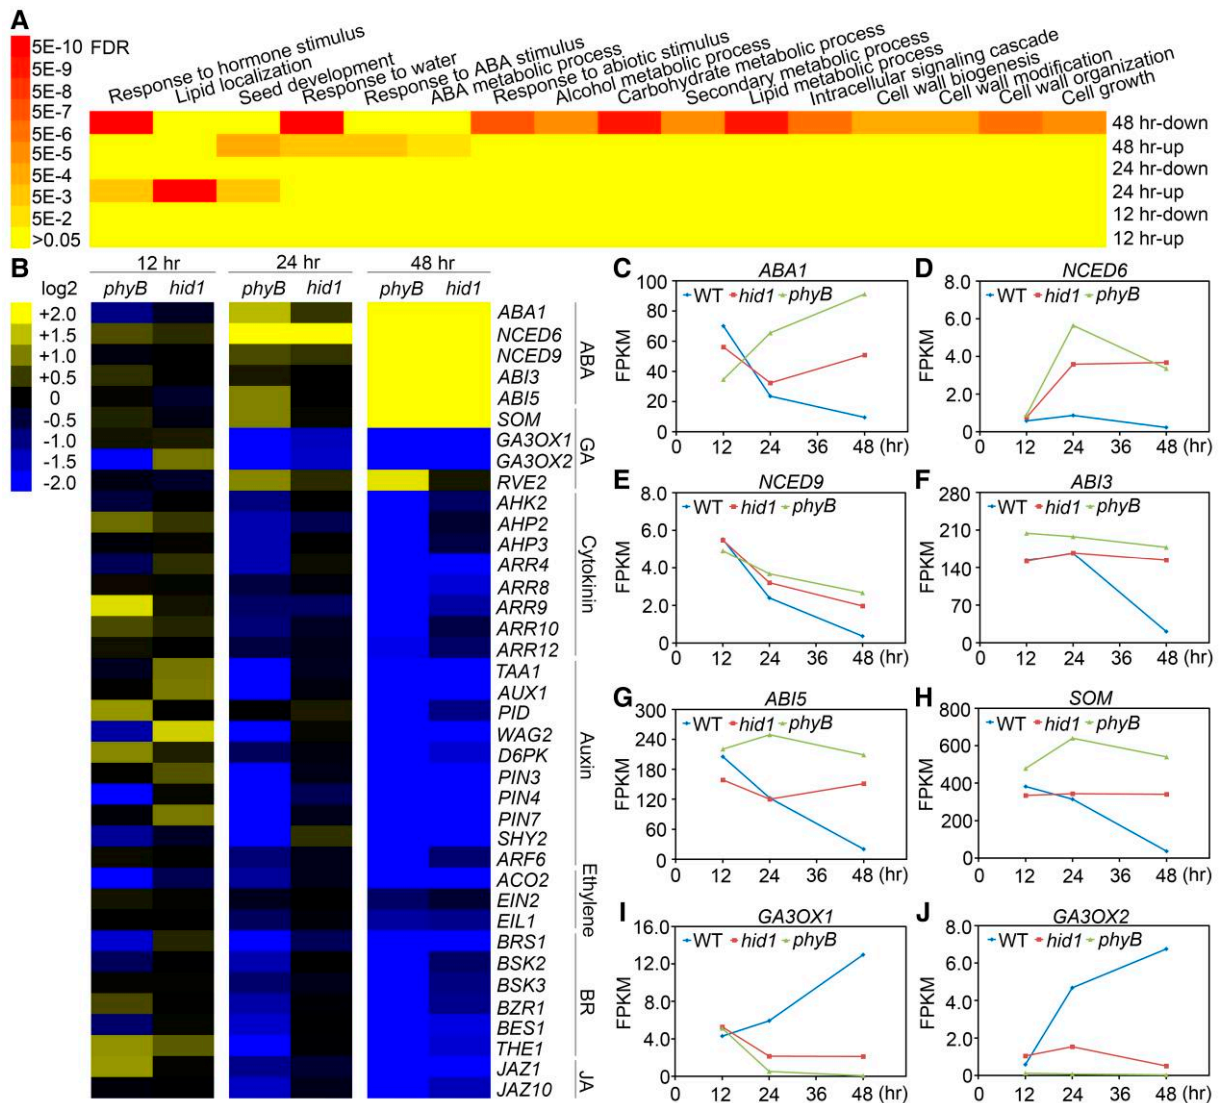 A
FDR
5E-10
5E-9
5E-8
5E-7
5E-6
5E-5
5E-4
5E-3
5E-2
>0.05
Response to hormone stimulus
Lipid localization
Seed development
Response to water
Response to ABA stimulus
ABA metabolic process
Response to abiotic stimulus
Alcohol metabolic process
Carbohydrate metabolic process
Secondary metabolic process
Lipid metabolic process
Intracellular signaling cascade
Cell wall biogenesis
Cell wall modification
Cell wall organization
Cell growth
48 hr-down
48 hr-up
24 hr-down
24 hr-up
12 hr-down
12 hr-up
B
12 hr
24 hr
48 hr
log2
phyB
hid1
phyB
hid1
phyB
hid1
+2.0
+1.5
+1.0
+0.5
0
-0.5
-1.0
-1.5
-2.0
ABA1
NCED6
NCED9
ABI3
ABI5
SOM
GA3OX1
GA3OX2
RVE2
AHK2
AHP2
AHP3
ARR4
ARR8
ARR9
ARR10
ARR12
TAA1
AUX1
PID
WAG2
D6PK
PIN3
PIN4
PIN7
SHY2
ARF6
ACO2
EIN2
EIL1
BRS1
BSK2
BSK3
BZR1
BES1
THE1
JAZ1
JAZ10
ABA
GA
Cytokinin
Auxin
Ethylene
BR
JA
C
ABA1
WT
hid1
phyB
FPKM
100
80
60
40
20
0
0 12 24 36 48 (hr)
D
NCED6
WT
hid1
phyB
FPKM
8.0
6.0
4.0
2.0
0
0 12 24 36 48 (hr)
E
NCED9
WT
hid1
phyB
FPKM
8.0
6.0
4.0
2.0
0
0 12 24 36 48 (hr)
F
ABI3
WT
hid1
phyB
FPKM
280
210
140
70
0
0 12 24 36 48 (hr)
G
ABI5
WT
hid1
phyB
FPKM
300
240
180
120
60
0
0 12 24 36 48 (hr)
H
SOM
WT
hid1
phyB
FPKM
800
600
400
200
0
0 12 24 36 48 (hr)
I
GA3OX1
WT
hid1
phyB
FPKM
16.0
12.0
8.0
4.0
0
0 12 24 36 48 (hr)
J
GA3OX2
WT
hid1
phyB
FPKM
8.0
6.0
4.0
2.0
0
0 12 24 36 48 (hr)